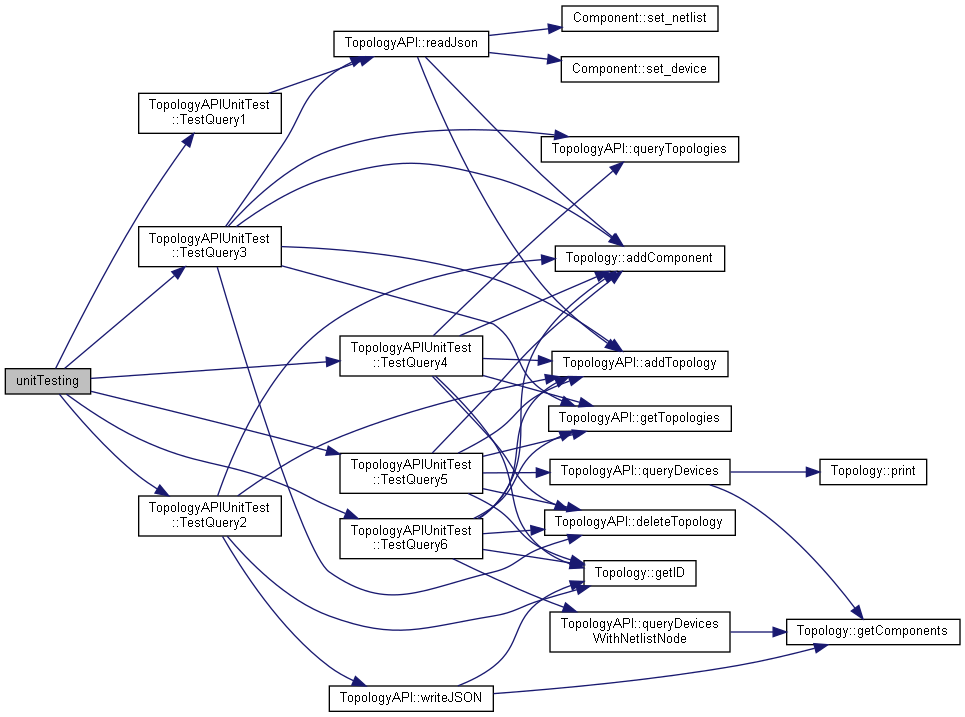 Component::set_netlist
TopologyAPI::readJson
Component::set_device
TopologyAPIUnitTest
::TestQuery1
TopologyAPI::queryTopologies
TopologyAPIUnitTest
::TestQuery3
Topology::addComponent
TopologyAPIUnitTest
::TestQuery4
TopologyAPI::addTopology
unitTesting
TopologyAPI::getTopologies
TopologyAPIUnitTest
::TestQuery5
TopologyAPI::queryDevices
Topology::print
TopologyAPIUnitTest
::TestQuery2
TopologyAPI::deleteTopology
TopologyAPIUnitTest
::TestQuery6
Topology::getID
TopologyAPI::queryDevices
WithNetlistNode
Topology::getComponents
TopologyAPI::writeJSON